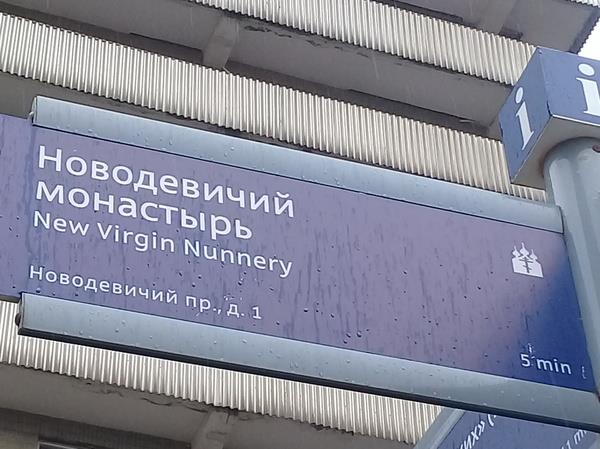 Новодевичий
монастырь
New Virgin Nunnery
Новодевичий пр., д. 1
5 min
i
i